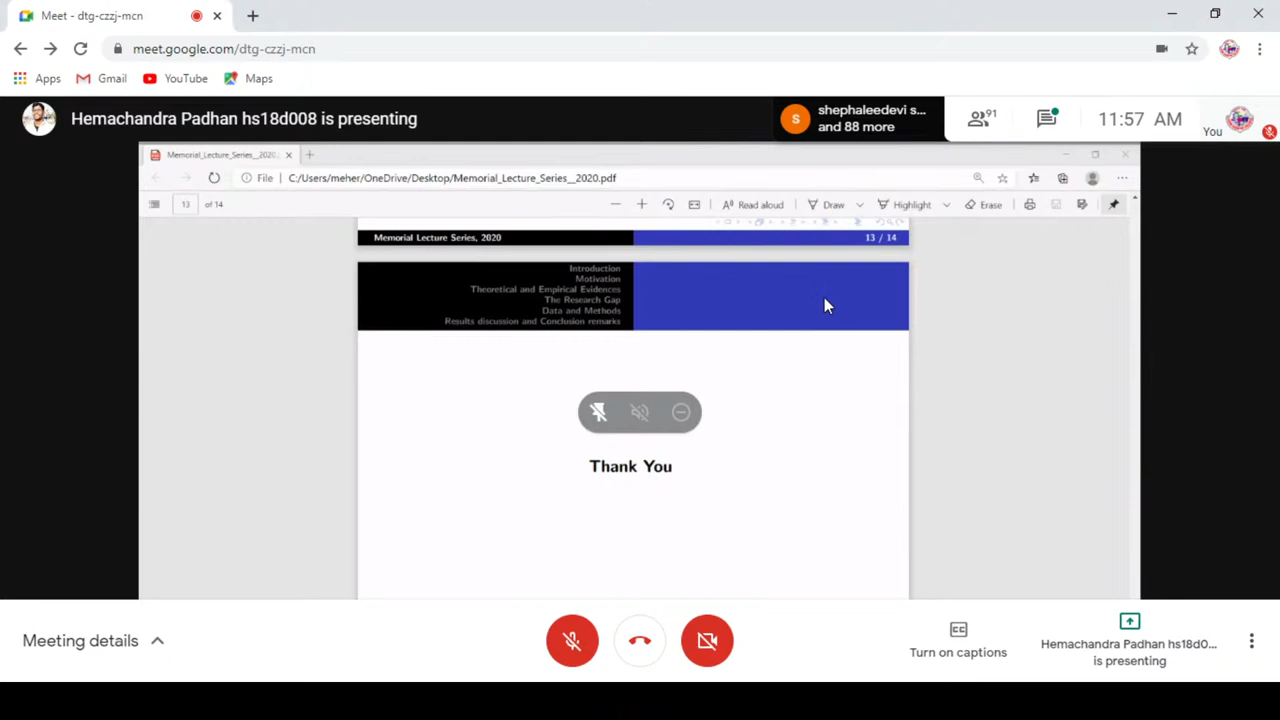 Meet - dtg-czzj-mcn
meet.google.com/dtg-czzj-mcn
Apps Gmail YouTube Maps
Hemachandra Padhan hs18d008 is presenting
S
shephaleedevi s...
and 88 more
91
11:57 AM
You
Memorial_Lecture_Series__2020.
File C:/Users/meher/OneDrive/Desktop/Memorial_Lecture_Series__2020.pdf
13 of 14 Read aloud Draw Highlight Erase
Memorial Lecture Series, 2020 13 / 14
Introduction
Motivation
Theoretical and Empirical Evidences
The Research Gap
Data and Methods
Results discussion and Conclusion remarks
Thank You
Meeting details
Turn on captions
Hemachandra Padhan hs18d0...
is presenting